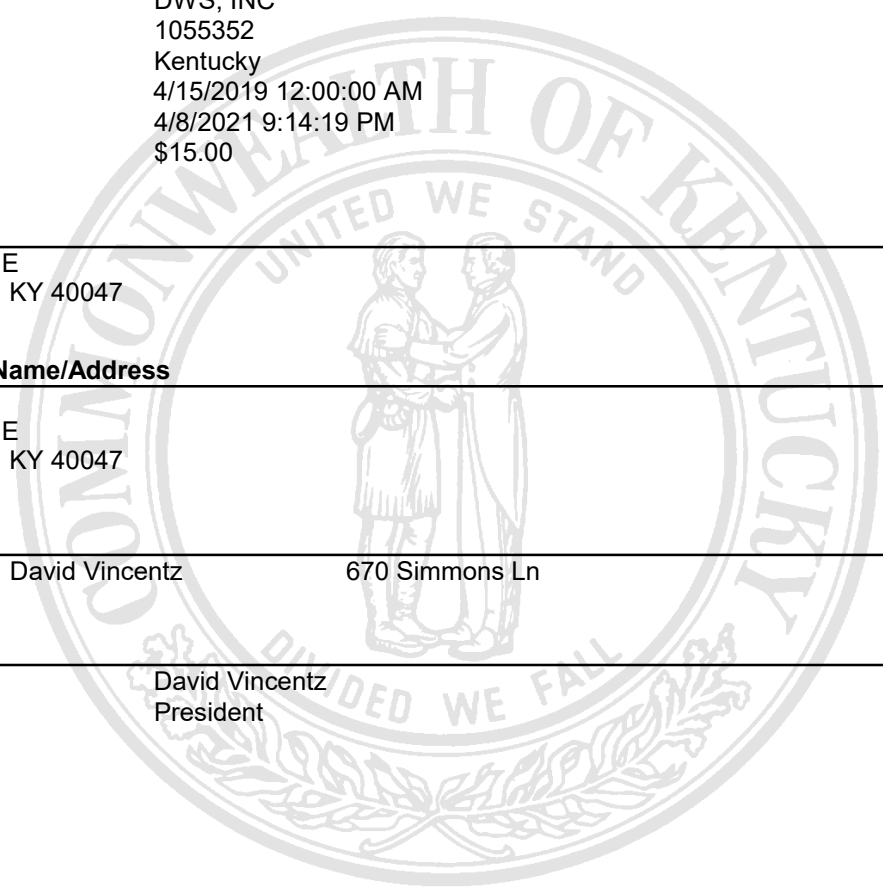 DWS, INC
1055352
Kentucky
4/15/2019 12:00:00 AM
4/8/2021 9:14:19 PM
$15.00
E
KY 40047
Name/Address
E
KY 40047
David Vincentz 670 Simmons Ln
David Vincentz
President
COMMONWEALTH OF KENTUCKY
UNITED WE STAND
DIVIDED WE FALL